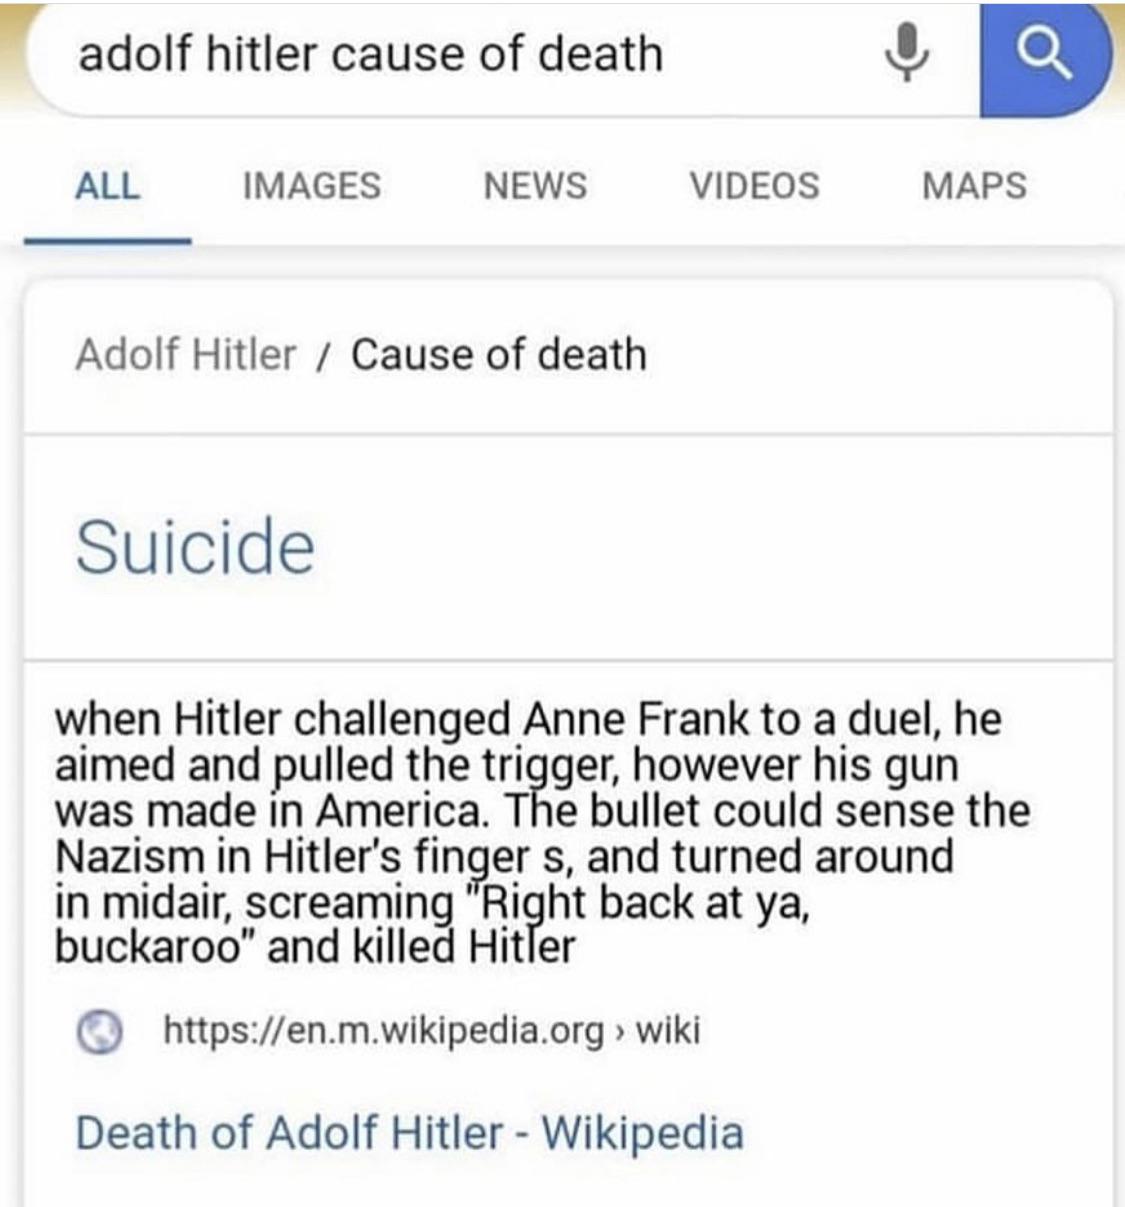 adolf hitler cause of death
ALL IMAGES NEWS VIDEOS MAPS
Adolf Hitler / Cause of death
Suicide
when Hitler challenged Anne Frank to a duel, he
aimed and pulled the trigger, however his gun
was made in America. The bullet could sense the
Nazism in Hitler's finger s, and turned around
in midair, screaming "Right back at ya,
buckaroo" and killed Hitler
https://en.m.wikipedia.org › wiki
Death of Adolf Hitler - Wikipedia